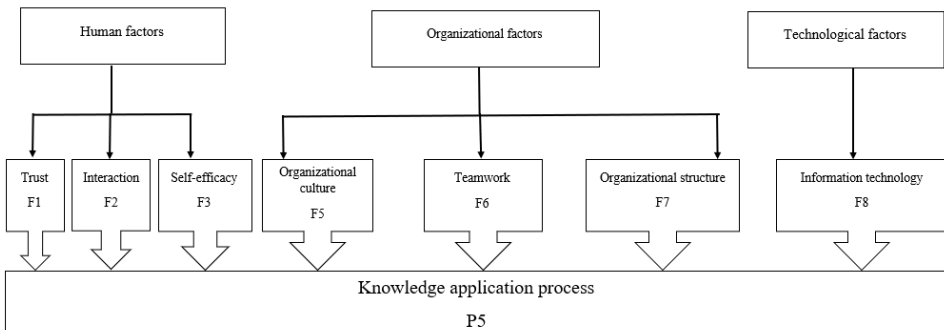 Human factors
Organizational factors
Technological factors
Trust
F1
Interaction
F2
Self-efficacy
F3
Organizational
culture
F5
Teamwork
F6
Organizational structure
F7
Information technology
F8
Knowledge application process
P5